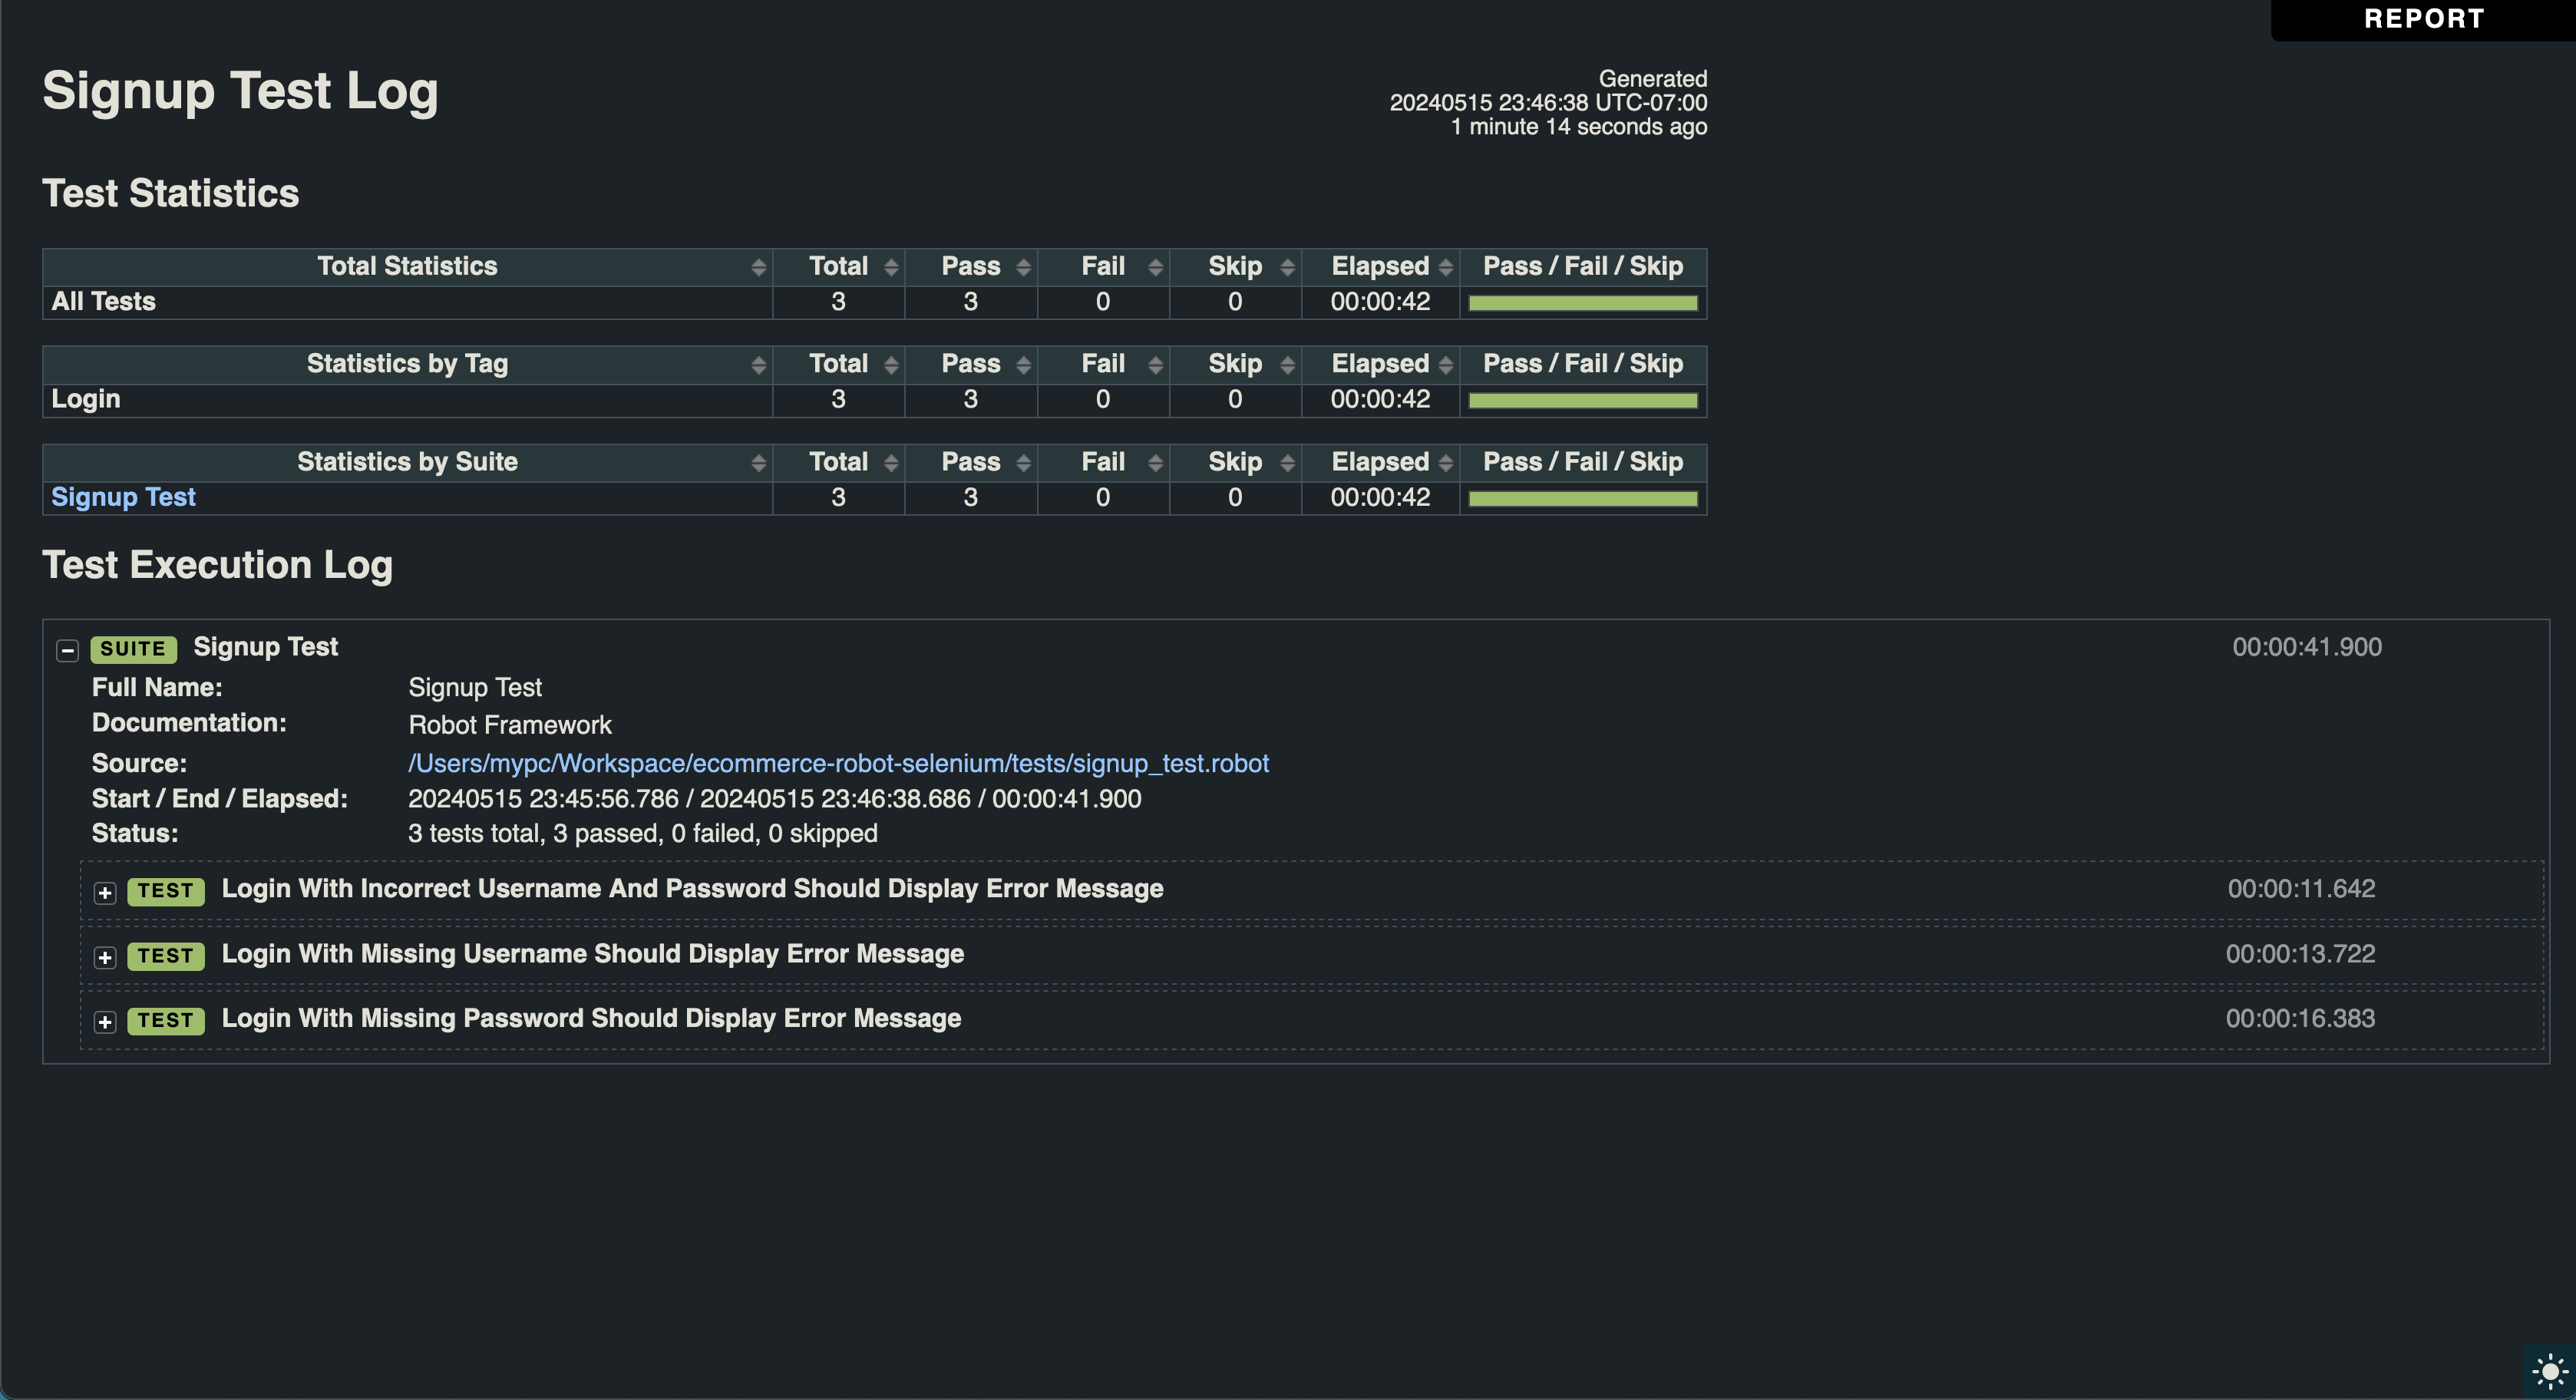 REPORT
Signup Test Log
Generated
20240515 23:46:38 UTC-07:00
1 minute 14 seconds ago
Test Statistics
Total Statistics Total Pass Fail Skip Elapsed Pass / Fail / Skip
All Tests 3 3 0 0 00:00:42
Statistics by Tag Total Pass Fail Skip Elapsed Pass / Fail / Skip
Login 3 3 0 0 00:00:42
Statistics by Suite Total Pass Fail Skip Elapsed Pass / Fail / Skip
Signup Test 3 3 0 0 00:00:42
Test Execution Log
SUITE Signup Test 00:00:41.900
Full Name: Signup Test
Documentation: Robot Framework
Source: /Users/mypc/Workspace/ecommerce-robot-selenium/tests/signup_test.robot
Start / End / Elapsed: 20240515 23:45:56.786 / 20240515 23:46:38.686 / 00:00:41.900
Status: 3 tests total, 3 passed, 0 failed, 0 skipped
TEST Login With Incorrect Username And Password Should Display Error Message 00:00:11.642
TEST Login With Missing Username Should Display Error Message 00:00:13.722
TEST Login With Missing Password Should Display Error Message 00:00:16.383